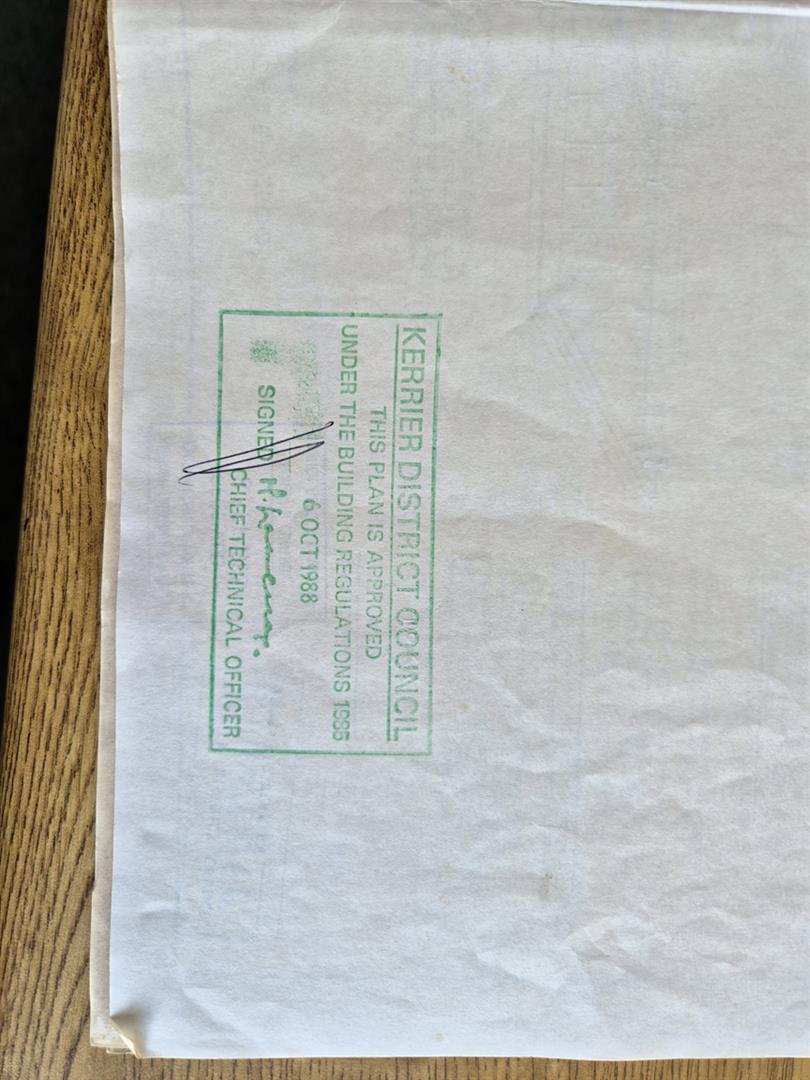 KERRIER DISTRICT COUNCIL
THIS PLAN IS APPROVED
UNDER THE BUILDING REGULATIONS 1985
6 OCT 1988
SIGNED
CHIEF TECHNICAL OFFICER